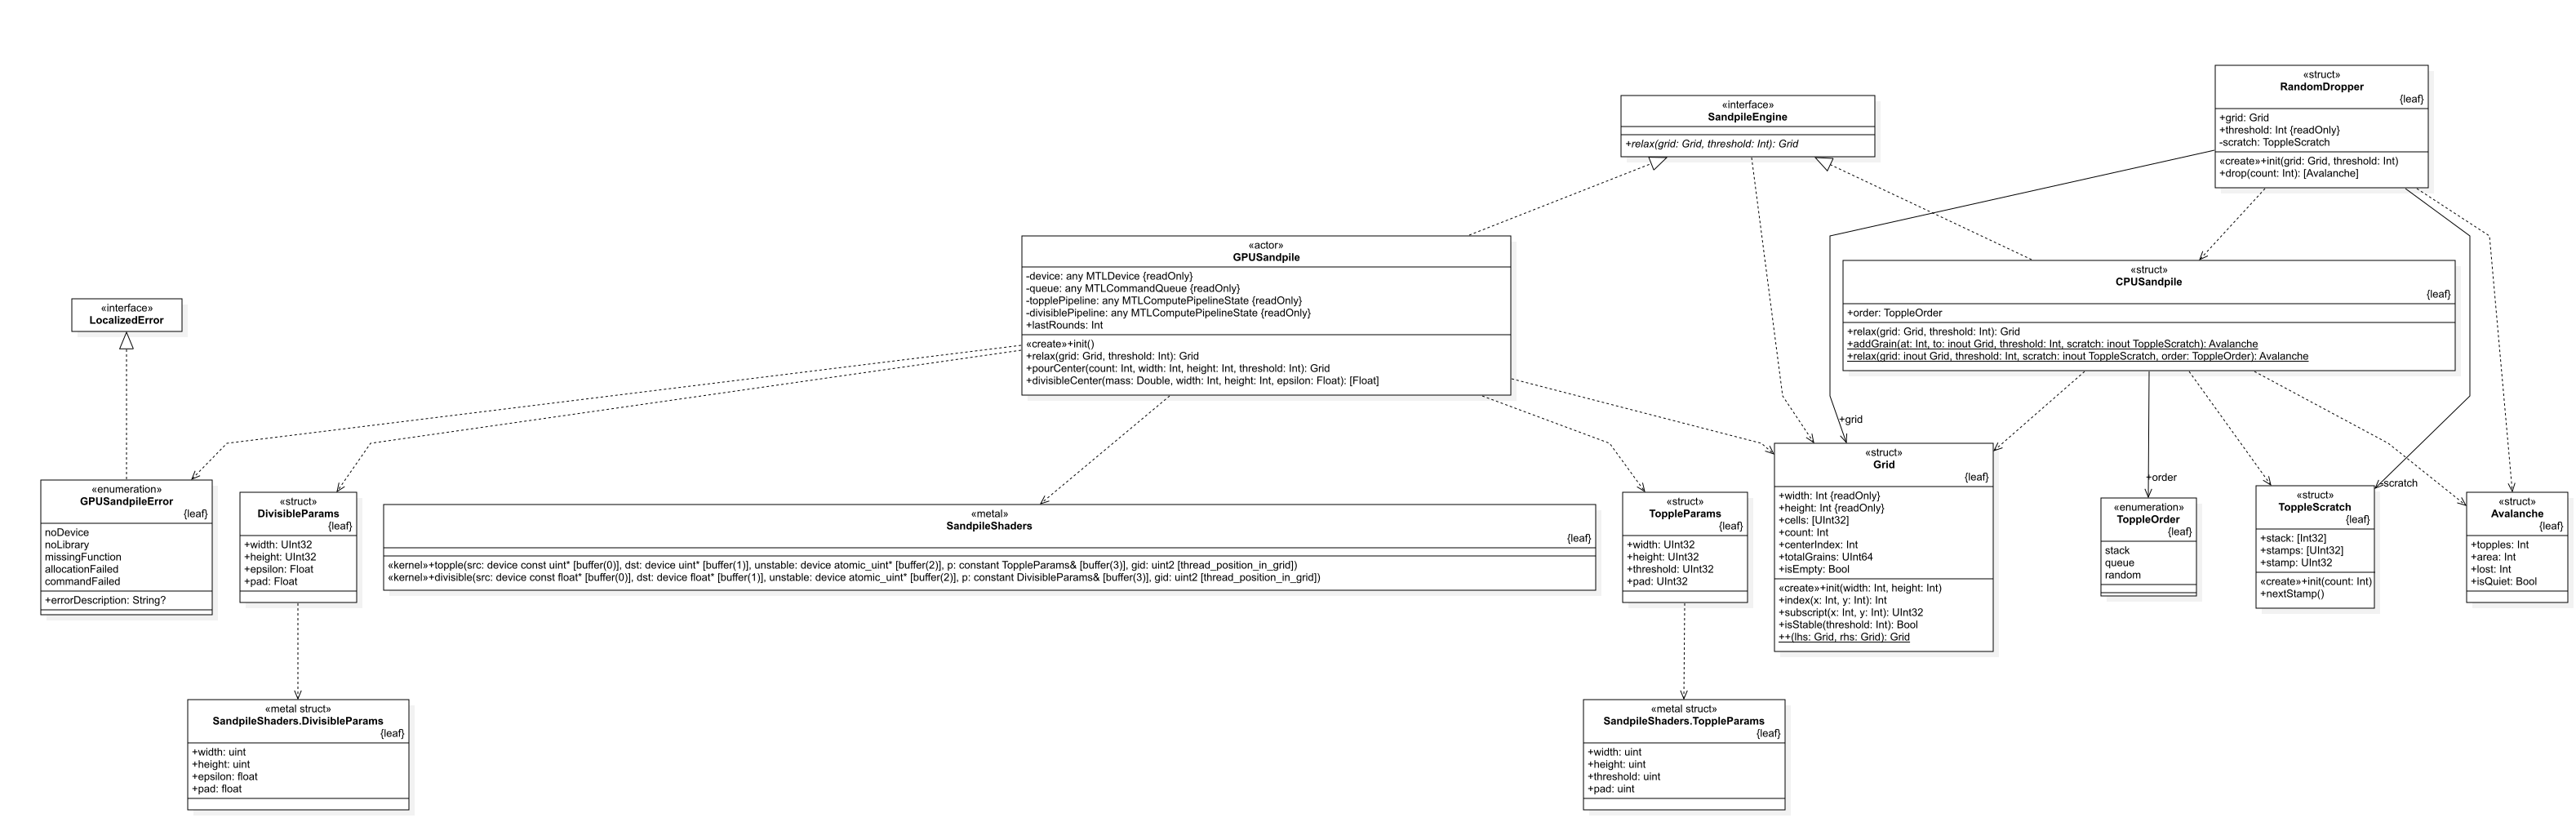 «struct»
RandomDropper
{leaf}
+grid: Grid
+threshold: Int {readOnly}
-scratch: ToppleScratch
«create»+init(grid: Grid, threshold: Int)
+drop(count: Int): [Avalanche]
«interface»
SandpileEngine
+relax(grid: Grid, threshold: Int): Grid
«actor»
GPUSandpile
-device: any MTLDevice {readOnly}
-queue: any MTLCommandQueue {readOnly}
-topplePipeline: any MTLComputePipelineState {readOnly}
-divisiblePipeline: any MTLComputePipelineState {readOnly}
+lastRounds: Int
«create»+init()
+relax(grid: Grid, threshold: Int): Grid
+pourCenter(count: Int, width: Int, height: Int, threshold: Int): Grid
+divisibleCenter(mass: Double, width: Int, height: Int, epsilon: Float): [Float]
«struct»
CPUSandpile
{leaf}
+order: ToppleOrder
+relax(grid: Grid, threshold: Int): Grid
+addGrain(at: Int, to: inout Grid, threshold: Int, scratch: inout ToppleScratch): Avalanche
+relax(grid: inout Grid, threshold: Int, scratch: inout ToppleScratch, order: ToppleOrder): Avalanche
«interface»
LocalizedError
+grid
+order
-scratch
«enumeration»
GPUSandpileError
{leaf}
noDevice
noLibrary
missingFunction
allocationFailed
commandFailed
+errorDescription: String?
«struct»
DivisibleParams
{leaf}
+width: UInt32
+height: UInt32
+epsilon: Float
+pad: Float
«metal»
SandpileShaders
{leaf}
«kernel»+topple(src: device const uint* [buffer(0)], dst: device uint* [buffer(1)], unstable: device atomic_uint* [buffer(2)], p: constant ToppleParams& [buffer(3)], gid: uint2 [thread_position_in_grid])
«kernel»+divisible(src: device const float* [buffer(0)], dst: device float* [buffer(1)], unstable: device atomic_uint* [buffer(2)], p: constant DivisibleParams& [buffer(3)], gid: uint2 [thread_position_in_grid])
«struct»
ToppleParams
{leaf}
+width: UInt32
+height: UInt32
+threshold: UInt32
+pad: UInt32
«struct»
Grid
{leaf}
+width: Int {readOnly}
+height: Int {readOnly}
+cells: [UInt32]
+count: Int
+centerIndex: Int
+totalGrains: UInt64
+isEmpty: Bool
«create»+init(width: Int, height: Int)
+index(x: Int, y: Int): Int
+subscript(x: Int, y: Int): UInt32
+isStable(threshold: Int): Bool
++(lhs: Grid, rhs: Grid): Grid
«enumeration»
ToppleOrder
{leaf}
stack
queue
random
«struct»
ToppleScratch
{leaf}
+stack: [Int32]
+stamps: [UInt32]
+stamp: UInt32
«create»+init(count: Int)
+nextStamp()
«struct»
Avalanche
{leaf}
+topples: Int
+area: Int
+lost: Int
+isQuiet: Bool
«metal struct»
SandpileShaders.DivisibleParams
{leaf}
+width: uint
+height: uint
+epsilon: float
+pad: float
«metal struct»
SandpileShaders.ToppleParams
{leaf}
+width: uint
+height: uint
+threshold: uint
+pad: uint